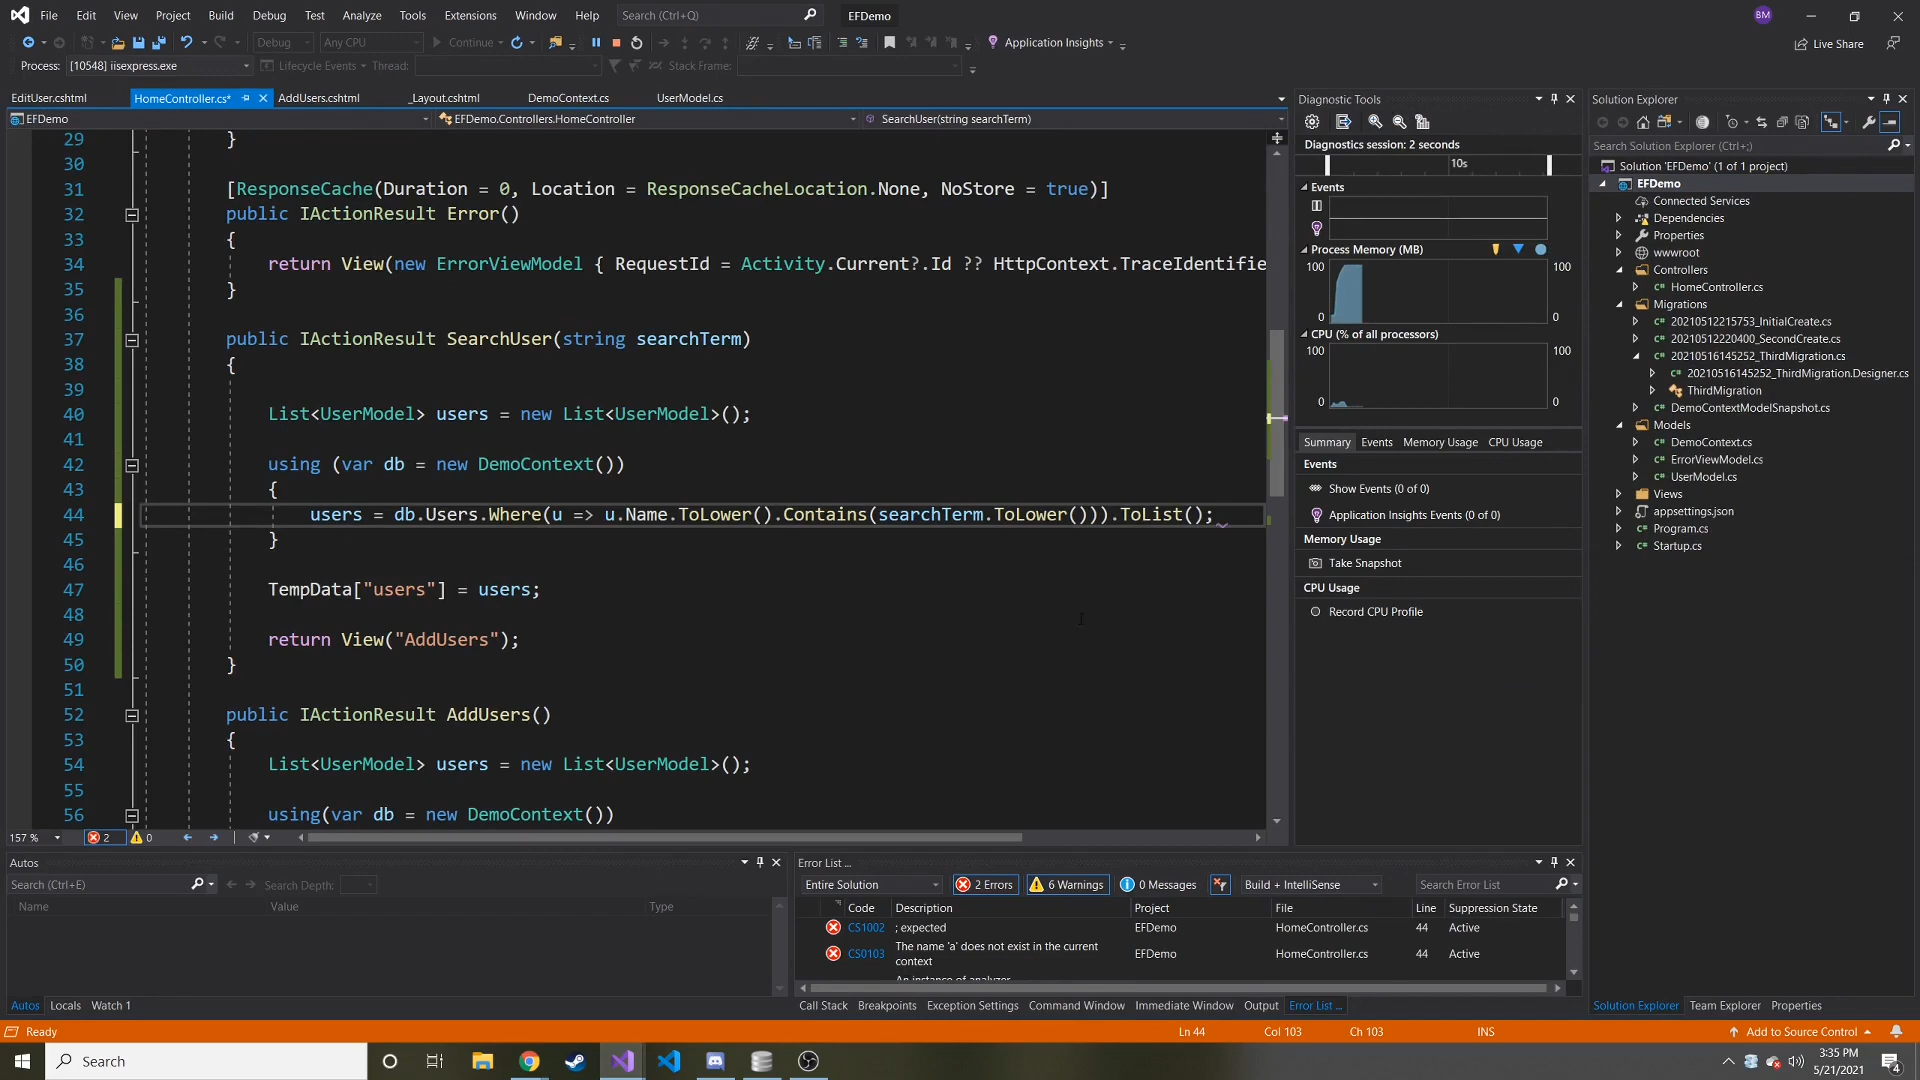 File Edit View Project Build Debug Test Analyze Tools Extensions Window Help Search (Ctrl+Q) EFDemo BM
Debug Any CPU Continue Application Insights Live Share
Process: [10548] iisexpress.exe Lifecycle Events Thread: Stack Frame:
EditUser.cshtml HomeController.cs* AddUsers.cshtml _Layout.cshtml DemoContext.cs UserModel.cs
EFDemo EFDemo.Controllers.HomeController SearchUser(string searchTerm)
29 }
30
31 [ResponseCache(Duration = 0, Location = ResponseCacheLocation.None, NoStore = true)]
32 public IActionResult Error()
33 {
34 return View(new ErrorViewModel { RequestId = Activity.Current?.Id ?? HttpContext.TraceIdentifie
35 }
36
37 public IActionResult SearchUser(string searchTerm)
38 {
39
40 List<UserModel> users = new List<UserModel>();
41
42 using (var db = new DemoContext())
43 {
44 users = db.Users.Where(u => u.Name.ToLower().Contains(searchTerm.ToLower())).ToList();
45 }
46
47 TempData["users"] = users;
48
49 return View("AddUsers");
50 }
51
52 public IActionResult AddUsers()
53 {
54 List<UserModel> users = new List<UserModel>();
55
56 using(var db = new DemoContext())
157 % 2 0
Diagnostic Tools
Diagnostics session: 2 seconds
10s
Events
Process Memory (MB)
100 100
0 0
CPU (% of all processors)
100 100
0 0
Summary Events Memory Usage CPU Usage
Events
Show Events (0 of 0)
Application Insights Events (0 of 0)
Memory Usage
Take Snapshot
CPU Usage
Record CPU Profile
Solution Explorer
Search Solution Explorer (Ctrl+;)
Solution 'EFDemo' (1 of 1 project)
EFDemo
Connected Services
Dependencies
Properties
wwwroot
Controllers
HomeController.cs
Migrations
20210512215753_InitialCreate.cs
20210512220400_SecondCreate.cs
20210516145252_ThirdMigration.cs
20210516145252_ThirdMigration.Designer.cs
ThirdMigration
DemoContextModelSnapshot.cs
Models
DemoContext.cs
ErrorViewModel.cs
UserModel.cs
Views
appsettings.json
Program.cs
Startup.cs
Autos
Search (Ctrl+E) Search Depth:
Name Value Type
Autos Locals Watch 1
Error List ...
Entire Solution 2 Errors 6 Warnings 0 Messages Build + IntelliSense Search Error List
Code Description Project File Line Suppression State
CS1002 ; expected EFDemo HomeController.cs 44 Active
CS0103 The name 'a' does not exist in the current context EFDemo HomeController.cs 44 Active
An instance of analyzer
Call Stack Breakpoints Exception Settings Command Window Immediate Window Output Error List ...
Solution Explorer Team Explorer Properties
Ready Ln 44 Col 103 Ch 103 INS Add to Source Control
Search 3:35 PM
5/21/2021 4